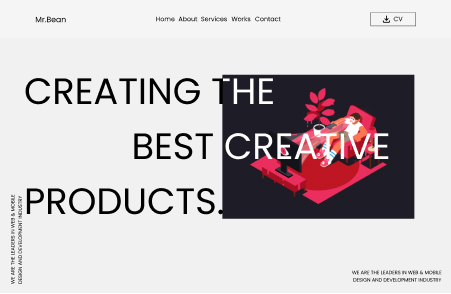 Mr.Bean
Home About Services Works Contact
CV
CREATING THE
BEST CREATIVE
PRODUCTS.
WE ARE THE LEADERS IN WEB & MOBILE
DESIGN AND DEVELOPMENT INDUSTRY
WE ARE THE LEADERS IN WEB & MOBILE
DESIGN AND DEVELOPMENT INDUSTRY